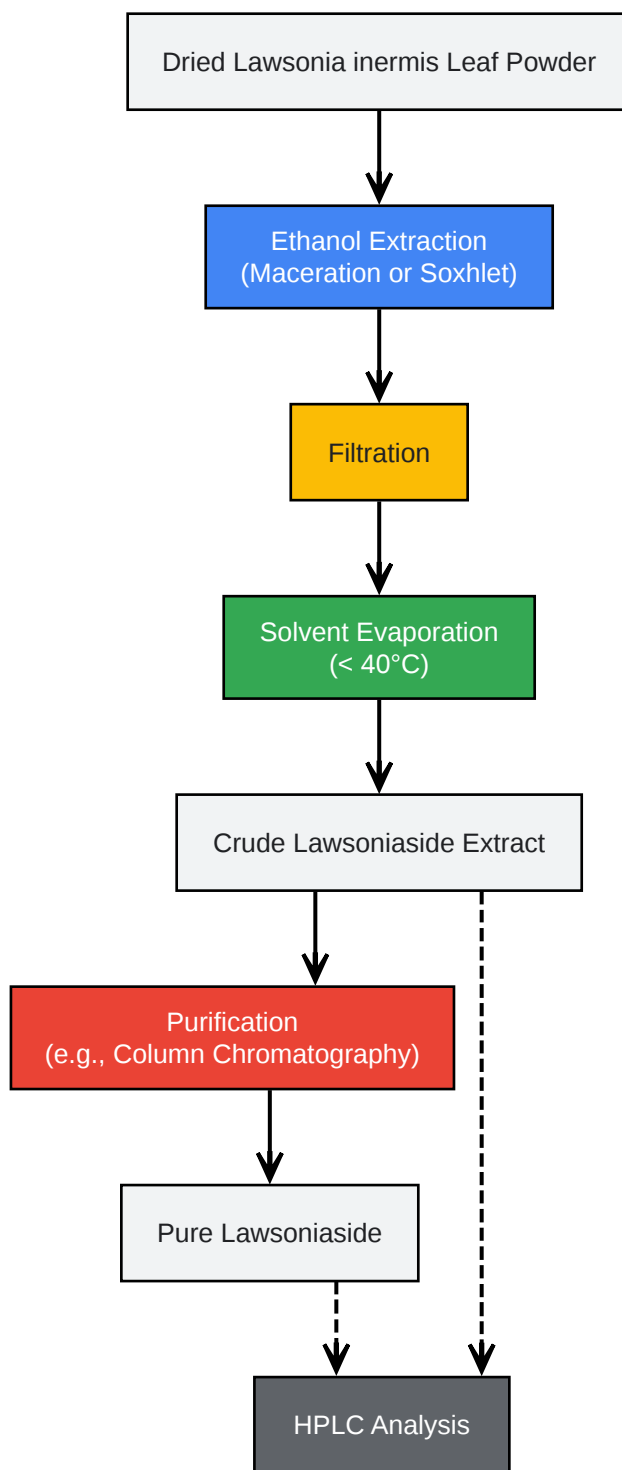 Dried Lawsonia inermis Leaf Powder
Ethanol Extraction
(Maceration or Soxhlet)
Filtration
Solvent Evaporation
(< 40°C)
Crude Lawsoniaside Extract
Purification
(e.g., Column Chromatography)
Pure Lawsoniaside
HPLC Analysis